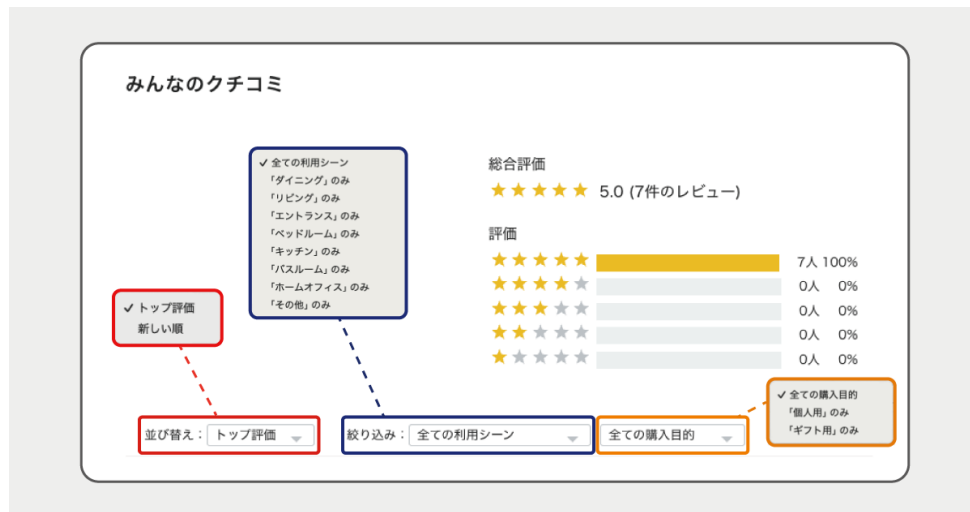 みんなのクチコミ
✓ 全ての利用シーン
「ダイニング」のみ
「リビング」のみ
「エントランス」のみ
「ベッドルーム」のみ
「キッチン」のみ
「バスルーム」のみ
「ホームオフィス」のみ
「その他」のみ
総合評価
★★★★★ 5.0 (7件のレビュー)
評価
★★★★★ 7人 100%
★★★★★ 0人 0%
★★★★★ 0人 0%
★★★★★ 0人 0%
★★★★★ 0人 0%
✓ トップ評価
新しい順
✓ 全ての購入目的
「個人用」のみ
「ギフト用」のみ
並び替え： トップ評価 絞り込み： 全ての利用シーン 全ての購入目的